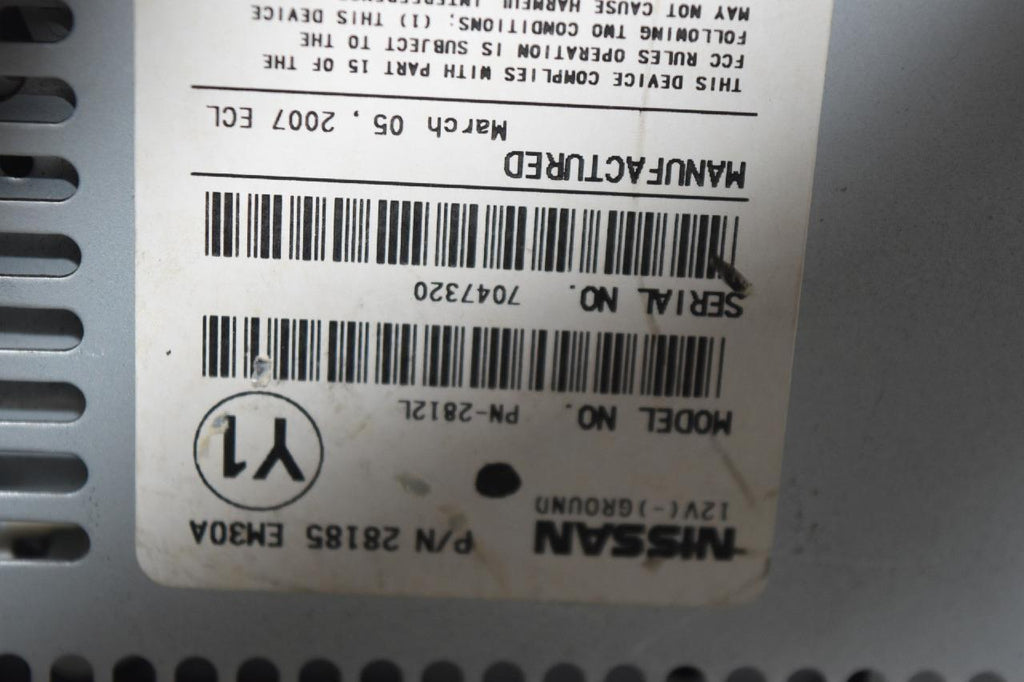 NISSAN P/N 28185 EM30A
12V(-)GROUND
Y1
MODEL NO. PN-2812L
SERIAL NO. 7047320
MANUFACTURED
March 05, 2007 ECL
THIS DEVICE COMPLIES WITH PART 15 OF THE
FCC RULES OPERATION IS SUBJECT TO THE
FOLLOWING TWO CONDITIONS: (1) THIS DEVICE
MAY NOT CAUSE HARMFUL